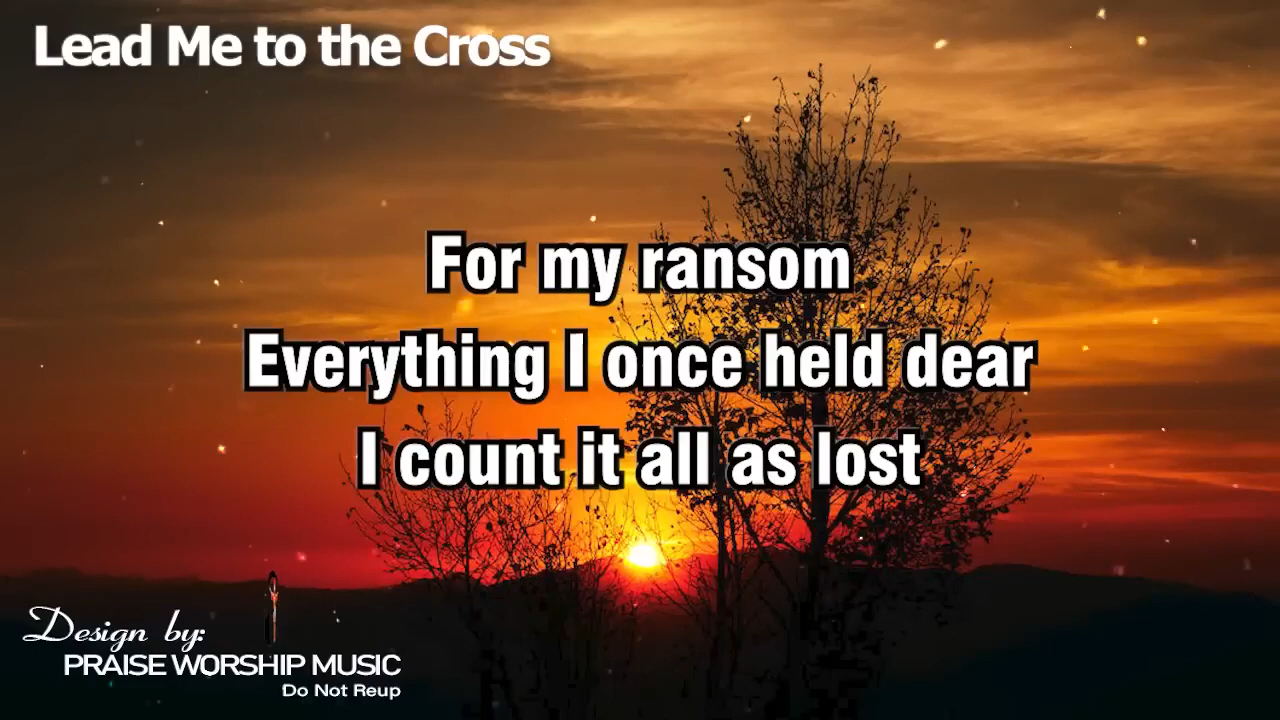 Lead Me to the Cross
For my ransom
Everything I once held dear
I count it all as lost
Design by:
PRAISE WORSHIP MUSIC
Do Not Reup